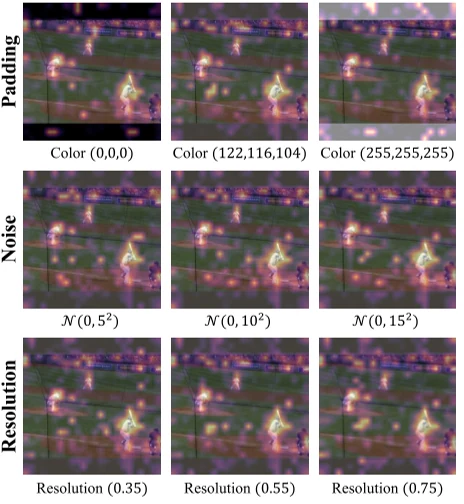 Padding
Color (0,0,0)
Color (122,116,104)
Color (255,255,255)
Noise
𝒩(0, 5²)
𝒩(0, 10²)
𝒩(0, 15²)
Resolution
Resolution (0.35)
Resolution (0.55)
Resolution (0.75)